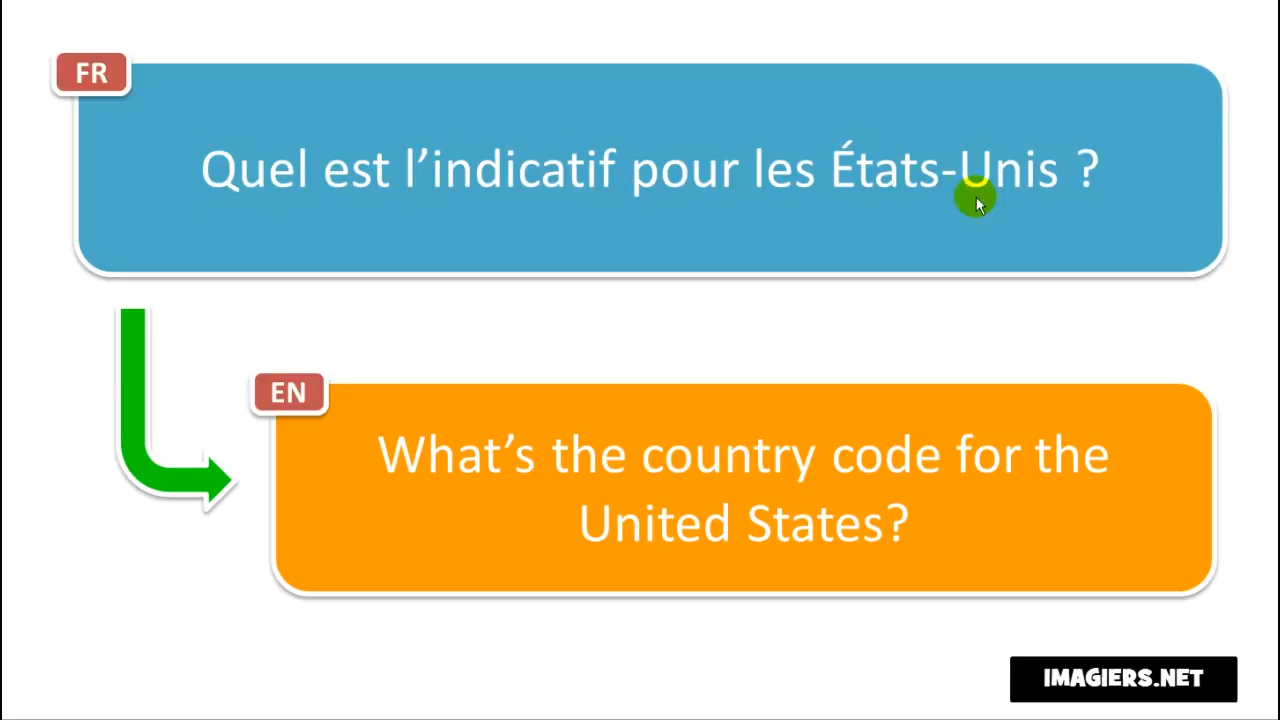 FR
Quel est l’indicatif pour les États-Unis ?
EN
What’s the country code for the
United States?
IMAGIERS.NET